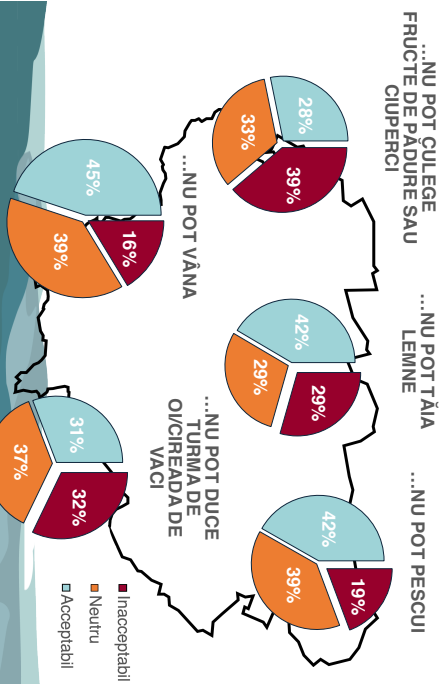 ...NU POT CULEGE
FRUCTE DE PĂDURE SAU
CIUPERCI
28%
33%
39%
...NU POT TĂIA
LEMNE
42%
29%
29%
...NU POT PESCUI
42%
39%
19%
...NU POT VÂNA
45%
39%
16%
...NU POT DUCE
TURMA DE
OI/CIREADA DE
VACI
31%
37%
32%
Inacceptabil
Neutru
Acceptabil